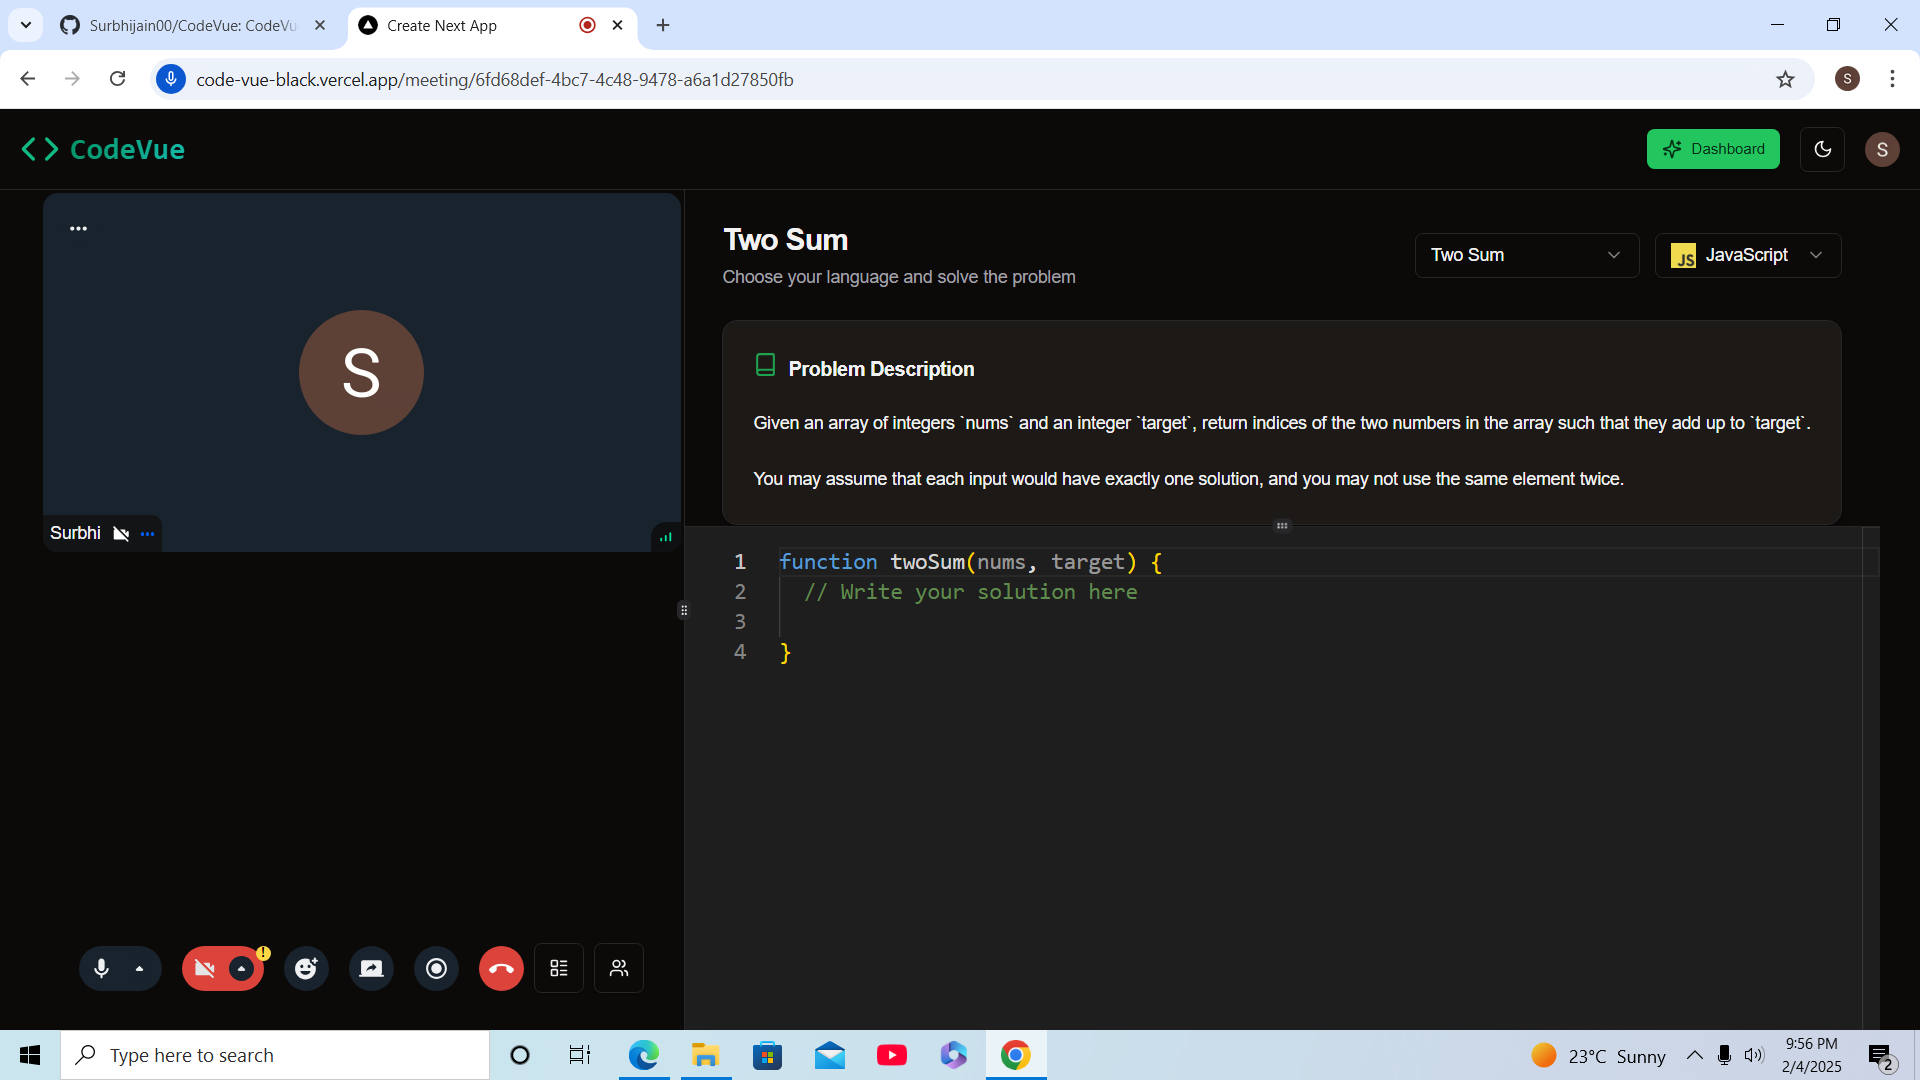 Surbhijain00/CodeVue: CodeVu
Create Next App
code-vue-black.vercel.app/meeting/6fd68def-4bc7-4c48-9478-a6a1d27850fb
S
CodeVue
Dashboard
S
S
Surbhi
Two Sum
Choose your language and solve the problem
Two Sum
JS JavaScript
Problem Description
Given an array of integers `nums` and an integer `target`, return indices of the two numbers in the array such that they add up to `target`.
You may assume that each input would have exactly one solution, and you may not use the same element twice.
1 function twoSum(nums, target) {
2 // Write your solution here
3
4 }
!
Type here to search
23°C Sunny
9:56 PM
2/4/2025
2